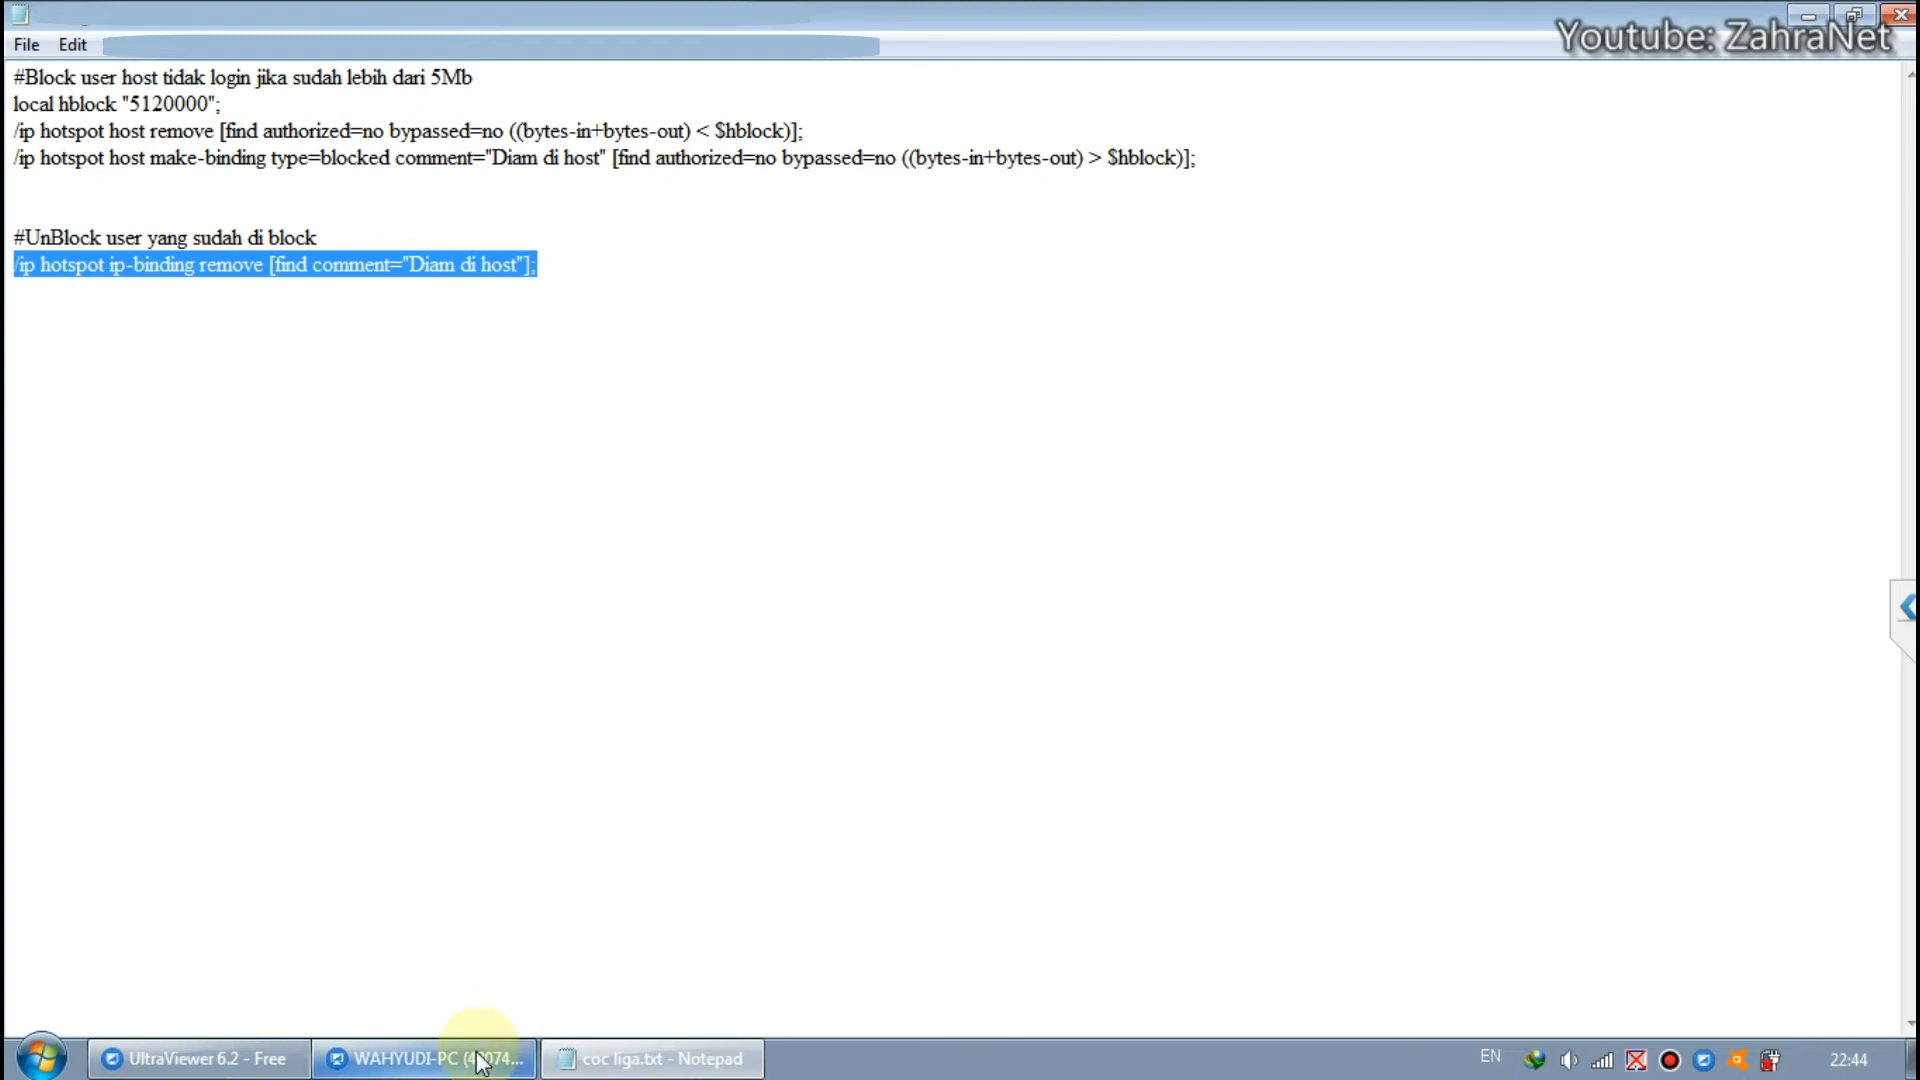 Youtube: ZahraNet
File Edit
#Block user host tidak login jika sudah lebih dari 5Mb
local hblock "5120000";
/ip hotspot host remove [find authorized=no bypassed=no ((bytes-in+bytes-out) < $hblock)];
/ip hotspot host make-binding type=blocked comment="Diam di host" [find authorized=no bypassed=no ((bytes-in+bytes-out) > $hblock)];
#UnBlock user yang sudah di block
/ip hotspot ip-binding remove [find comment="Diam di host"];
UltraViewer 6.2 - Free
WAHYUDI-PC
coc liga.txt - Notepad
EN
22:44